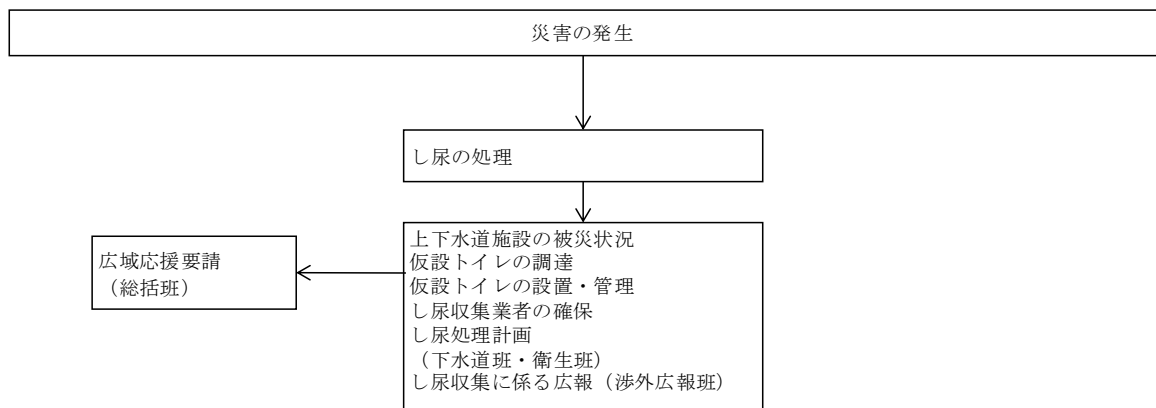 災害の発生
し尿の処理
広域応援要請
（総括班）
上下水道施設の被災状況
仮設トイレの調達
仮設トイレの設置・管理
し尿収集業者の確保
し尿処理計画
（下水道班・衛生班）
し尿収集に係る広報（渉外広報班）